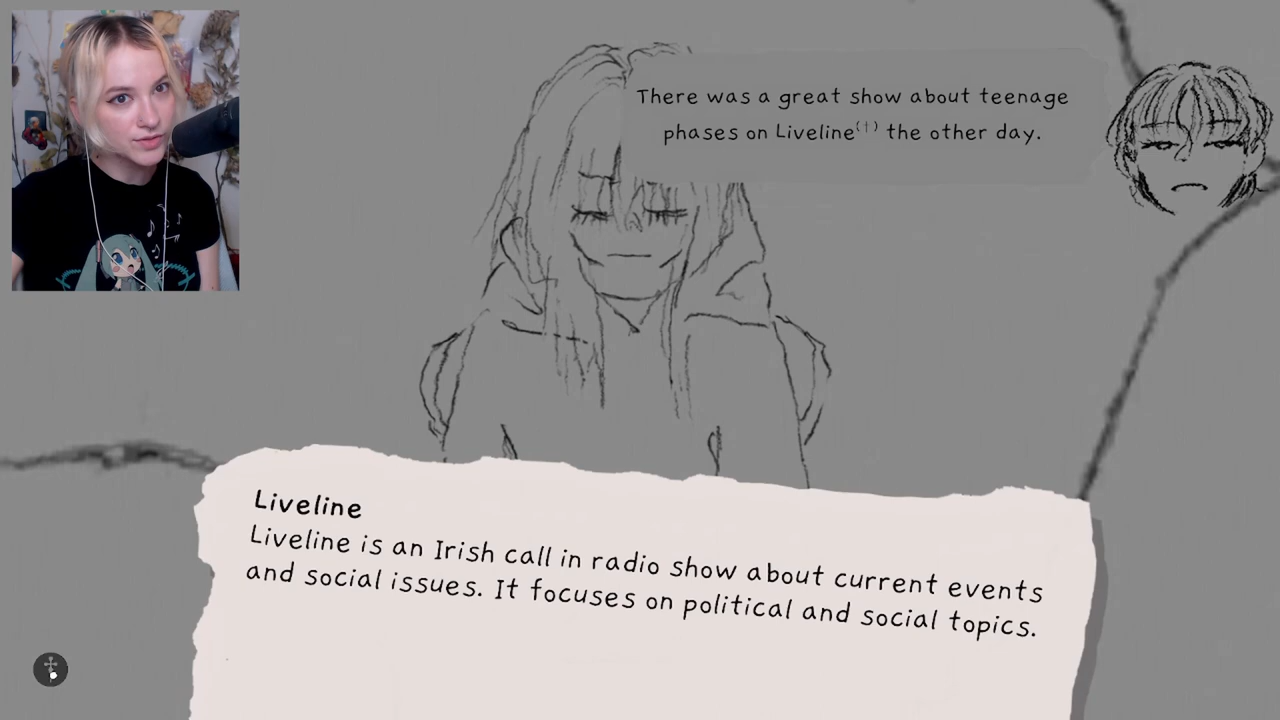 There was a great show about teenage
phases on Liveline(†) the other day.
Liveline
Liveline is an Irish call in radio show about current events
and social issues. It focuses on political and social topics.